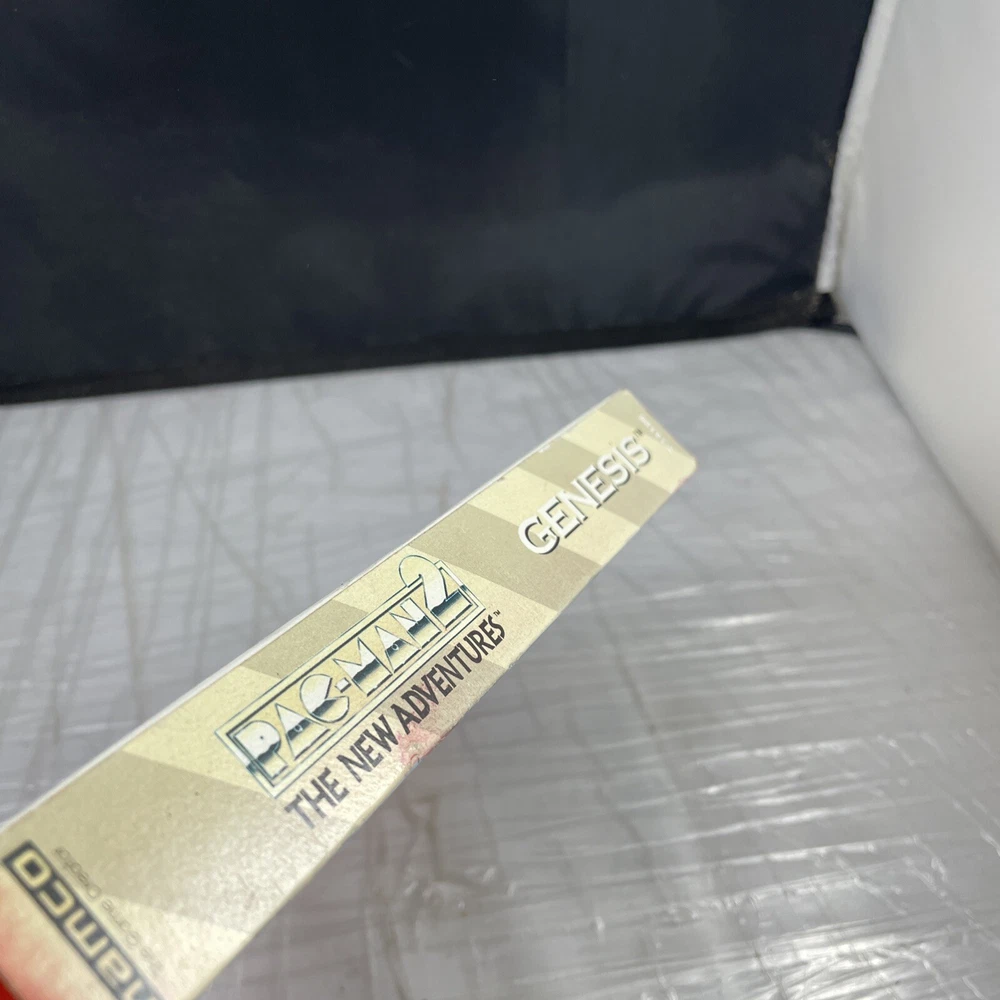 GENESIS™
PAC-MAN 2
THE NEW ADVENTURES™
namco